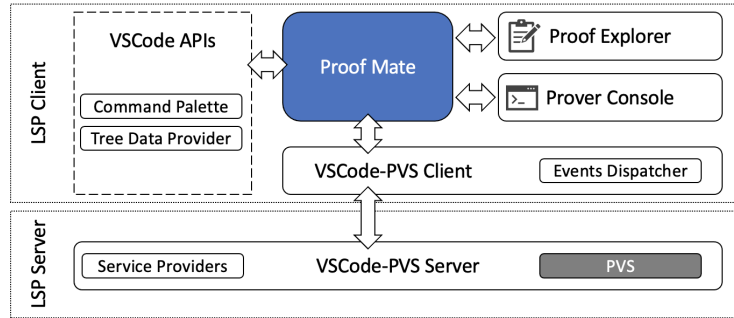 LSP Client
VSCode APIs
Command Palette
Tree Data Provider
Proof Mate
Proof Explorer
>_
Prover Console
VSCode-PVS Client
Events Dispatcher
LSP Server
Service Providers
VSCode-PVS Server
PVS